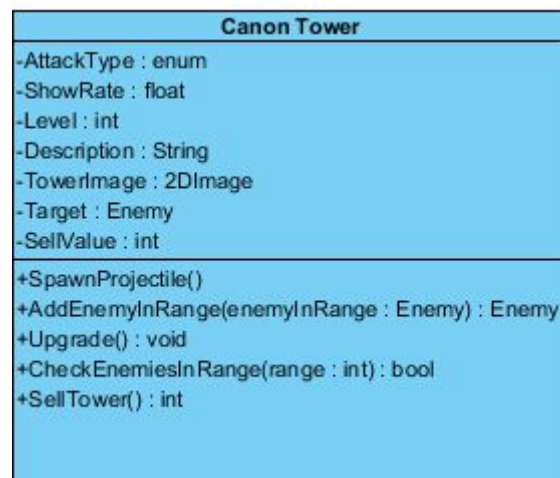 Canon Tower
-AttackType : enum
-ShowRate : float
-Level : int
-Description : String
-TowerImage : 2DImage
-Target : Enemy
-SellValue : int
+SpawnProjectile()
+AddEnemyInRange(enemyInRange : Enemy) : Enemy
+Upgrade() : void
+CheckEnemiesInRange(range : int) : bool
+SellTower() : int